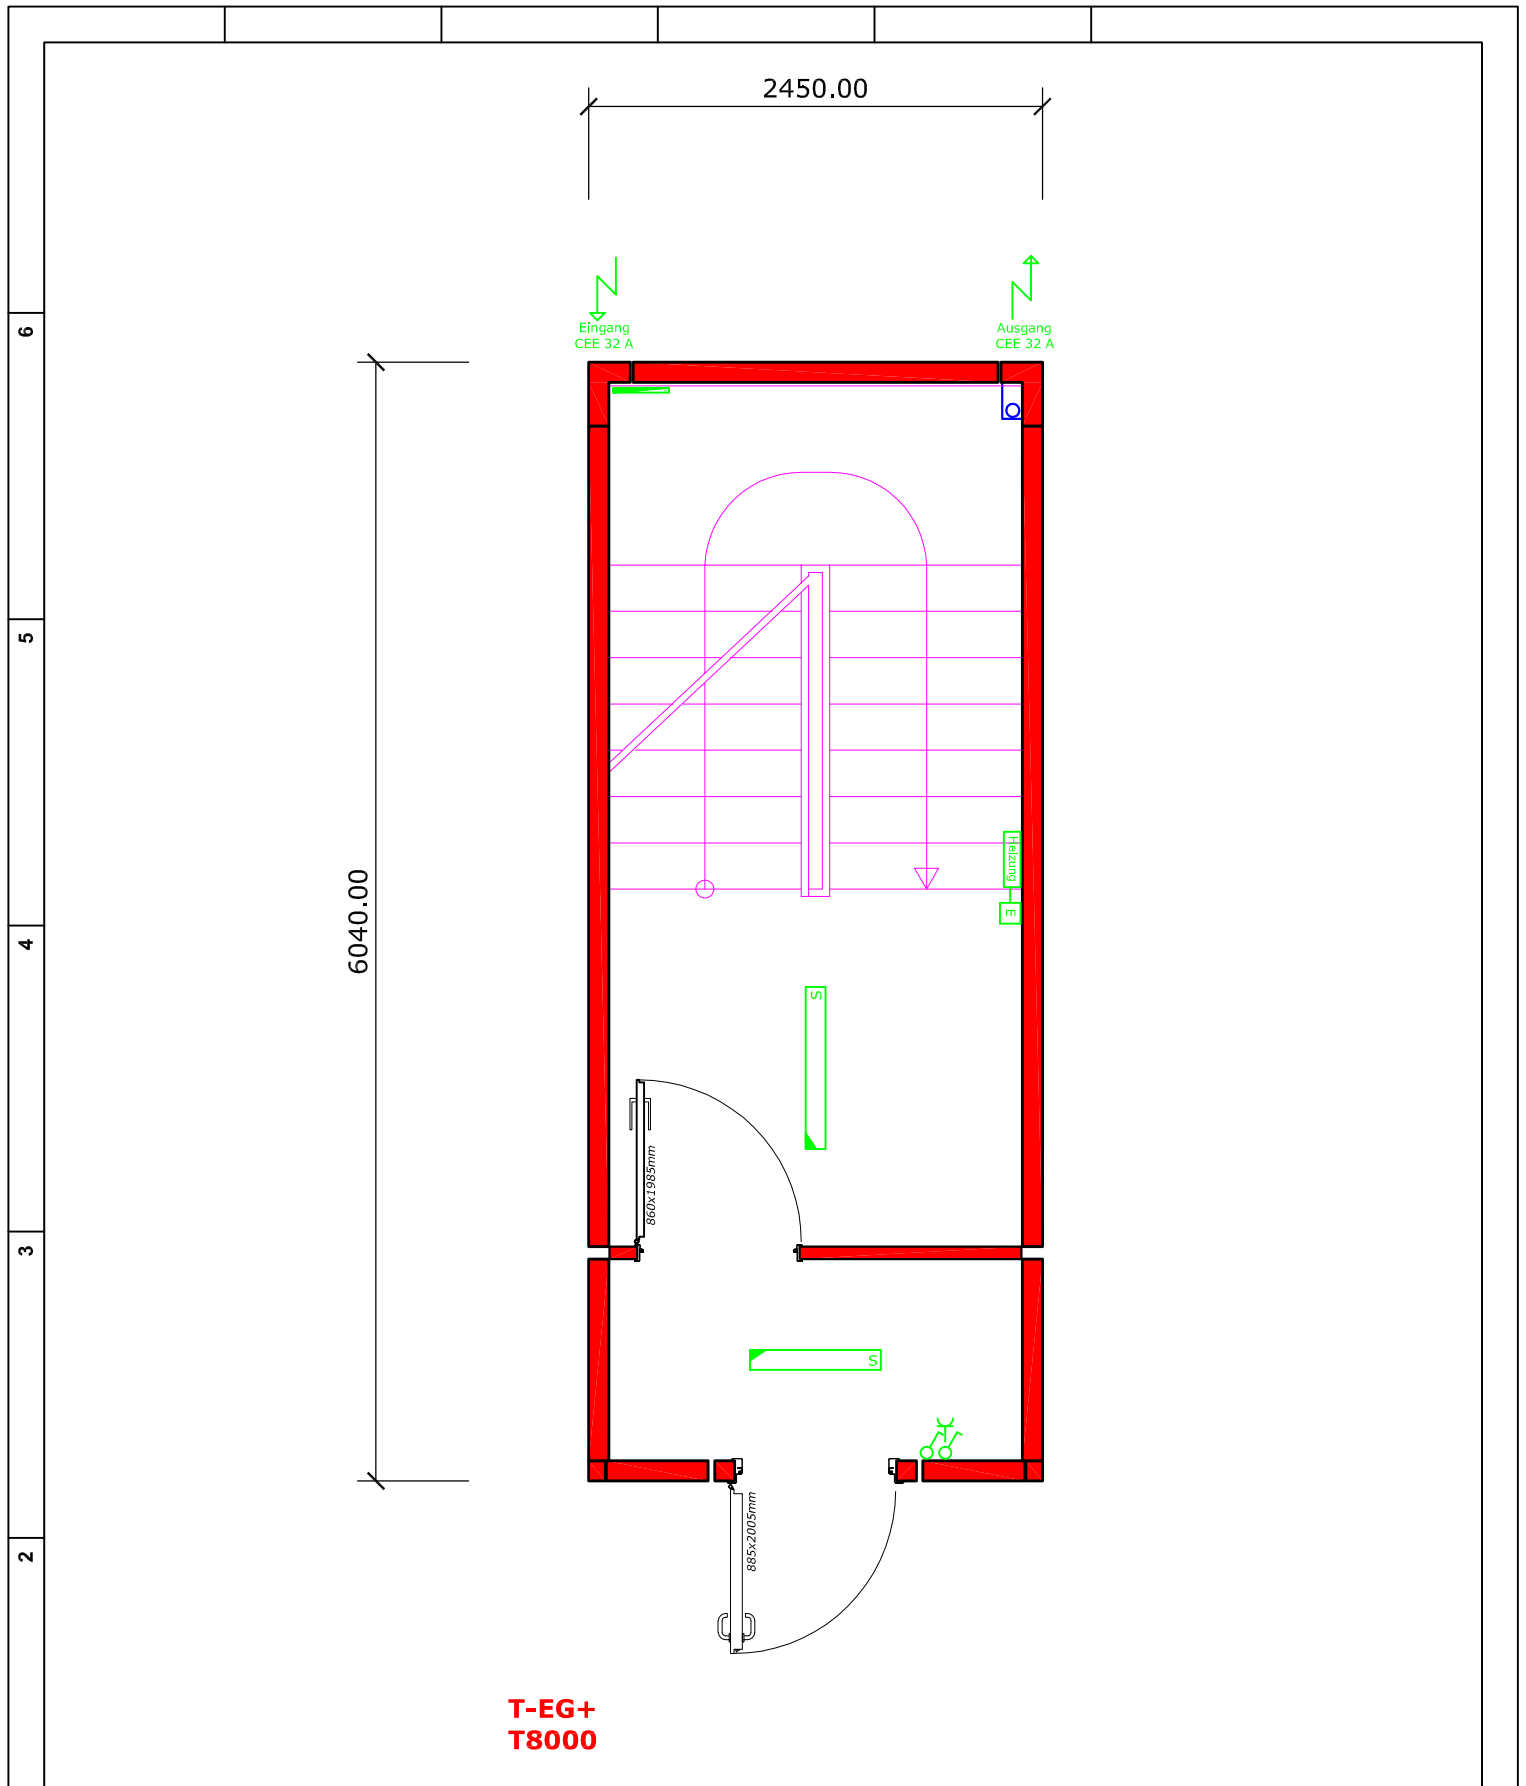 2450.00
Eingang
CEE 32 A
Ausgang
CEE 32 A
6
5
6040.00
Heizung
E
4
S
860x1985mm
3
S
885x2005mm
2
T-EG+
T8000